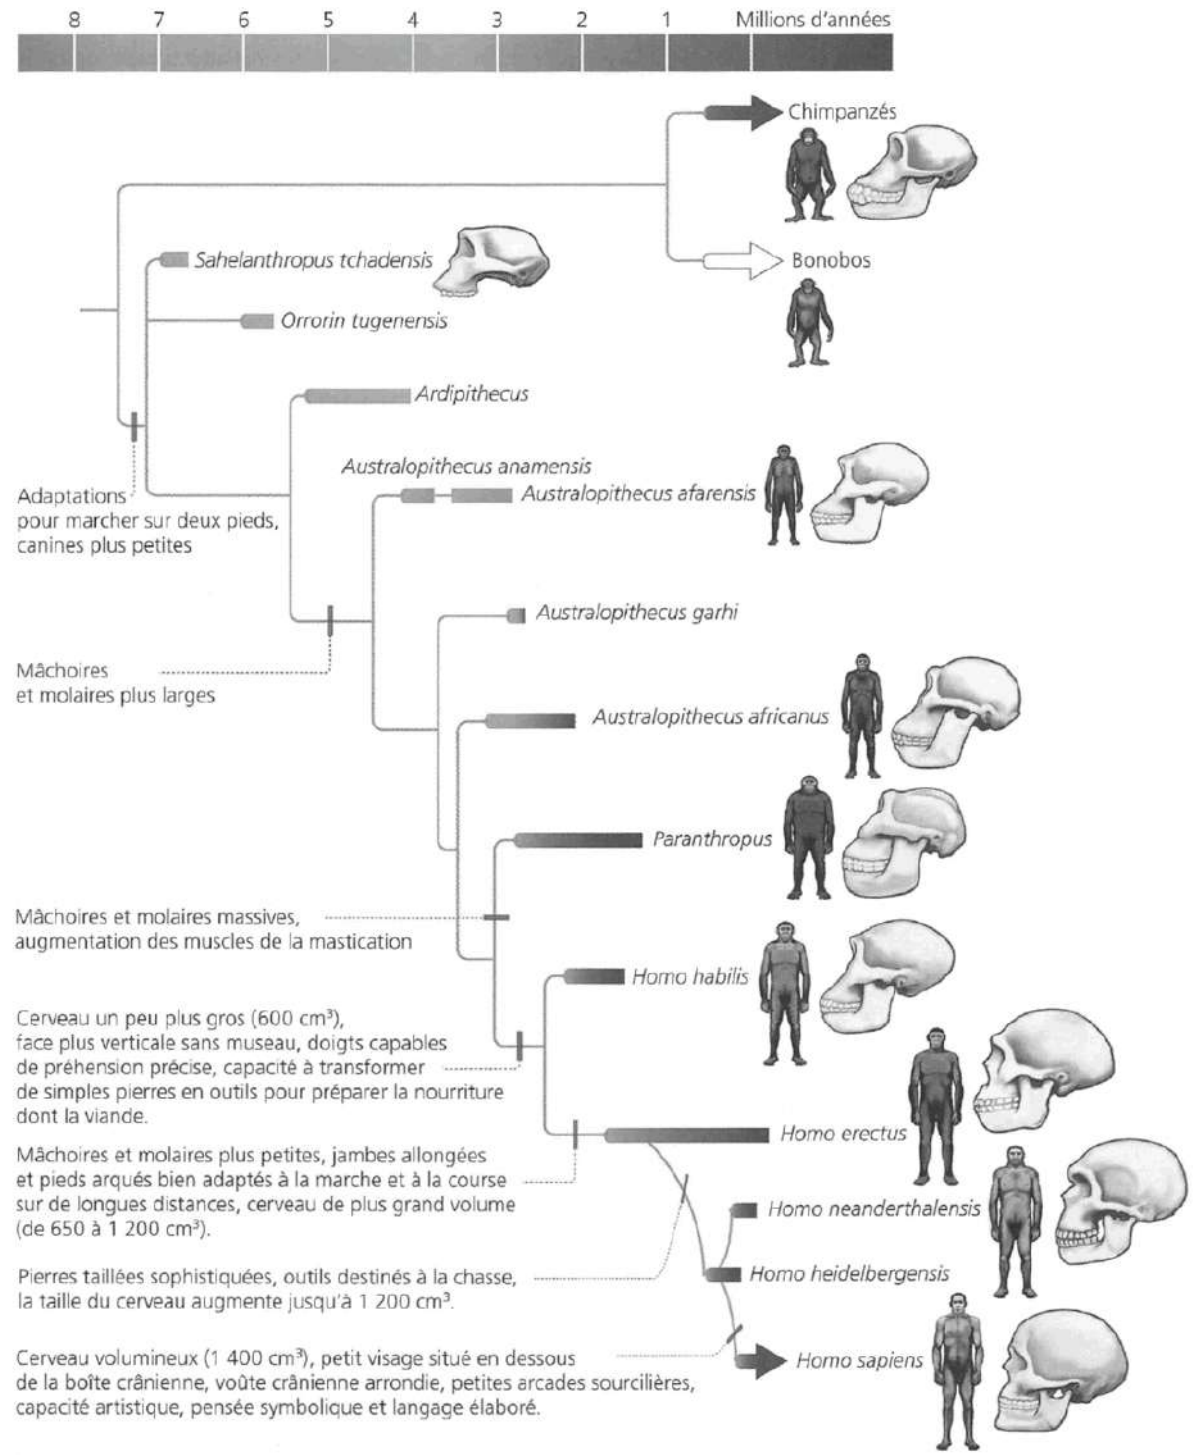 8 7 6 5 4 3 2 1 Millions d'années
Chimpanzés
Sahelanthropus tchadensis
Bonobos
Orrorin tugenensis
Ardipithecus
Australopithecus anamensis
Australopithecus afarensis
Adaptations
pour marcher sur deux pieds,
canines plus petites
Australopithecus garhi
Mâchoires
et molaires plus larges
Australopithecus africanus
Paranthropus
Mâchoires et molaires massives,
augmentation des muscles de la mastication
Homo habilis
Cerveau un peu plus gros (600 cm³),
face plus verticale sans museau, doigts capables
de préhension précise, capacité à transformer
de simples pierres en outils pour préparer la nourriture
dont la viande.
Homo erectus
Mâchoires et molaires plus petites, jambes allongées
et pieds arqués bien adaptés à la marche et à la course
sur de longues distances, cerveau de plus grand volume
(de 650 à 1 200 cm³).
Homo neanderthalensis
Homo heidelbergensis
Pierres taillées sophistiquées, outils destinés à la chasse,
la taille du cerveau augmente jusqu'à 1 200 cm³.
Homo sapiens
Cerveau volumineux (1 400 cm³), petit visage situé en dessous
de la boîte crânienne, voûte crânienne arrondie, petites arcades sourcilières,
capacité artistique, pensée symbolique et langage élaboré.